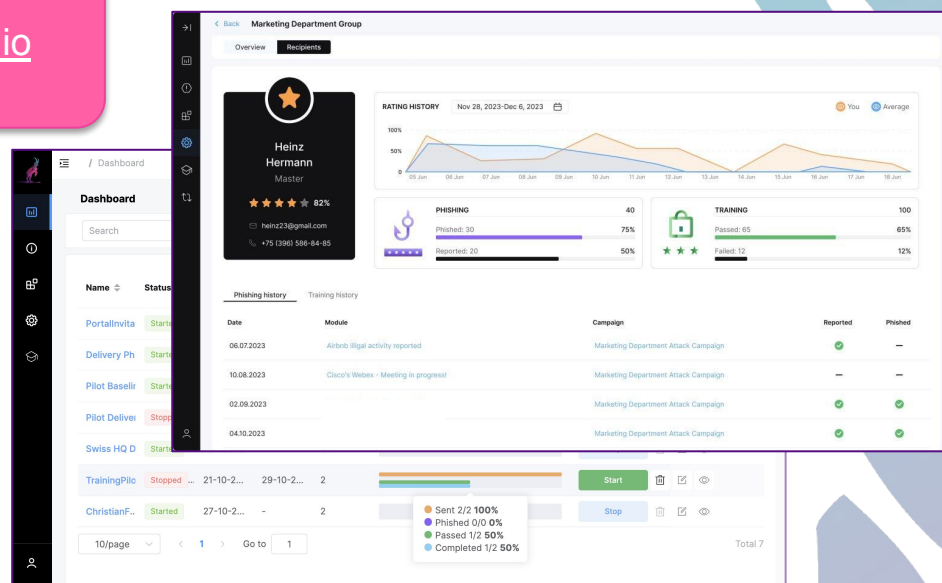 io
< Back Marketing Department Group
Overview Recipients
Heinz
Hermann
Master
82%
heinz23@gmail.com
+75 (396) 586-84-85
RATING HISTORY Nov 28, 2023-Dec 6, 2023 You Average
100%
50%
0
05 Jun 06 Jun 07 Jun 08 Jun 09 Jun 10 Jun 11 Jun 12 Jun 13 Jun 14 Jun 15 Jun 16 Jun 17 Jun 18 Jun
PHISHING 40
Phished: 30 75%
Reported: 20 50%
TRAINING 100
Passed: 65 65%
Failed: 12 12%
Phishing history Training history
Date Module Campaign Reported Phished
06.07.2023 Airbnb illigal activity reported Marketing Department Attack Campaign
10.08.2023 Cisco's Webex - Meeting in progress! Marketing Department Attack Campaign
02.09.2023 Marketing Department Attack Campaign
04.10.2023 Marketing Department Attack Campaign
/ Dashboard
Dashboard
Search
Name Status
PortalInvita Starte
Delivery Ph Starte
Pilot Baselin Starte
Pilot Deliver Stopp
Swiss HQ D Starte
TrainingPilo Stopped ... 21-10-2... 29-10-2... 2 Start
ChristianF.. Started 27-10-2... - 2 Stop
Sent 2/2 100%
Phished 0/0 0%
Passed 1/2 50%
Completed 1/2 50%
10/page < 1 > Go to 1 Total 7